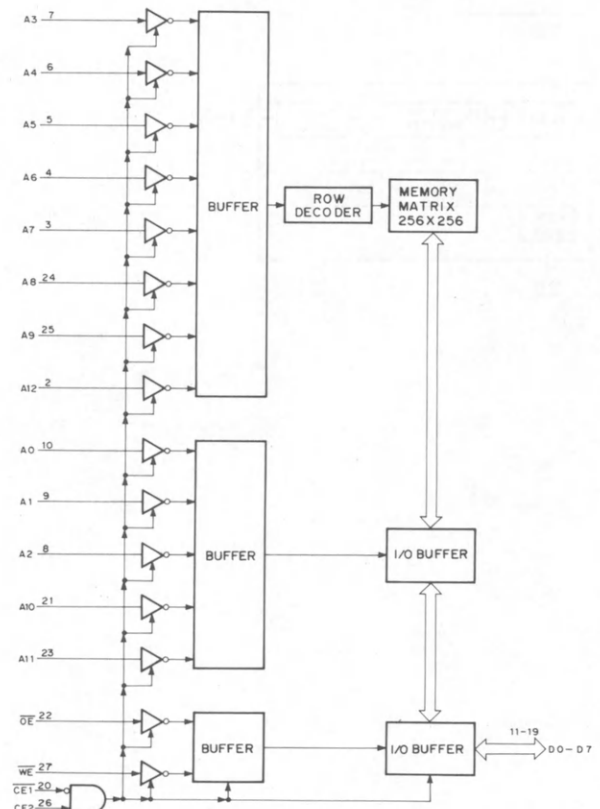 A3 7
A4 6
A5 5
A6 4
A7 3
A8 24
A9 25
A12 2
BUFFER
ROW
DECODER
MEMORY
MATRIX
256X256
A0 10
A1 9
A2 8
A10 21
A11 23
BUFFER
I/O BUFFER
OE 22
WE 27
CE1 20
CE2 26
BUFFER
I/O BUFFER
11-19
D0-D7